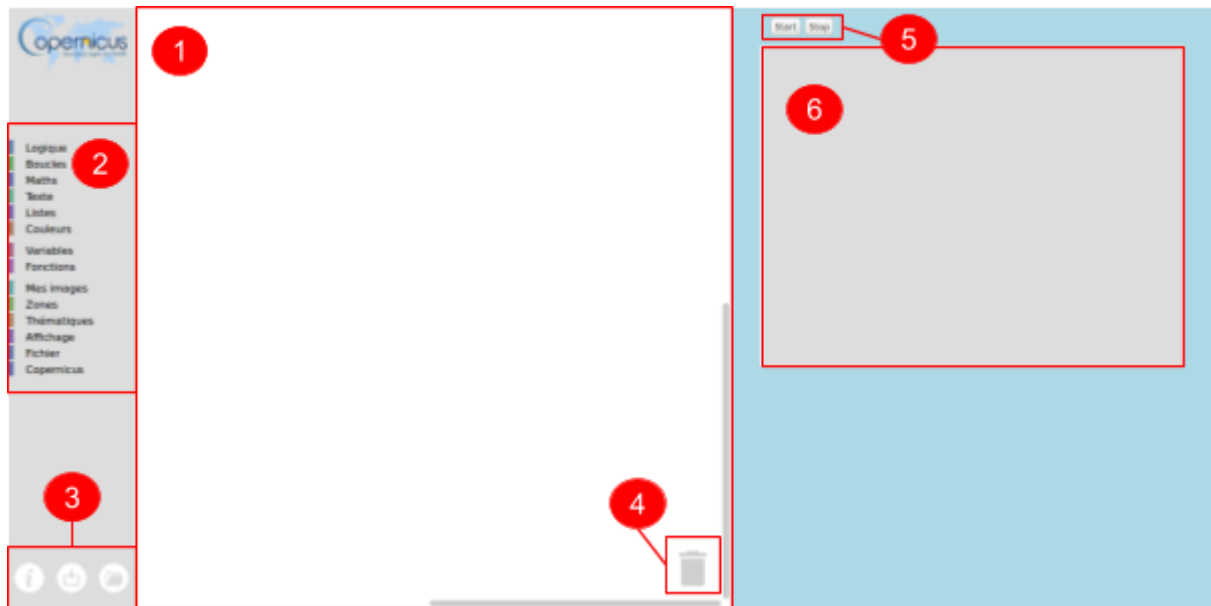 Copernicus
1
2
Logique
Boucles
Maths
Texte
Listes
Couleurs
Variables
Fonctions
Mes images
Zones
Thématiques
Affichage
Fichier
Copernicus
3
i
4
Start Stop
5
6